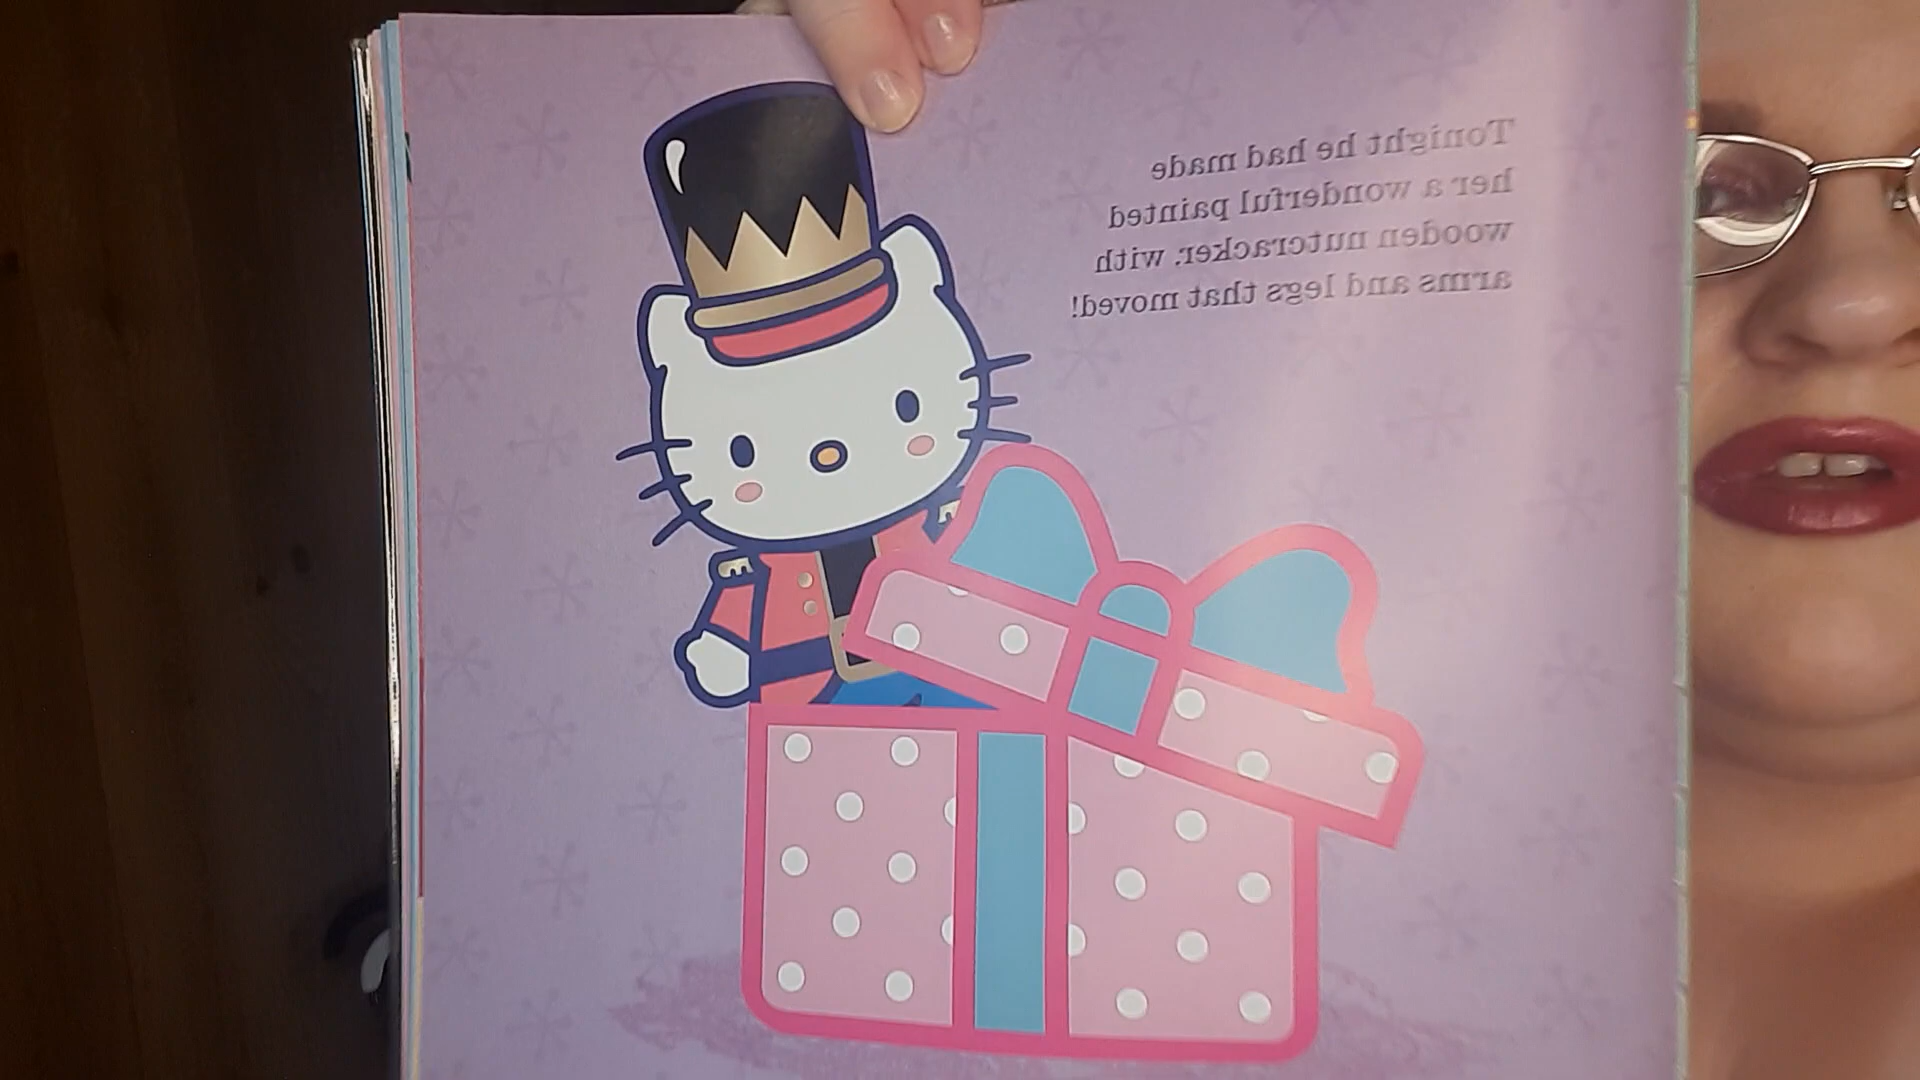 Tonight he had made
her a wonderful painted
wooden nutcracker, with
arms and legs that moved!